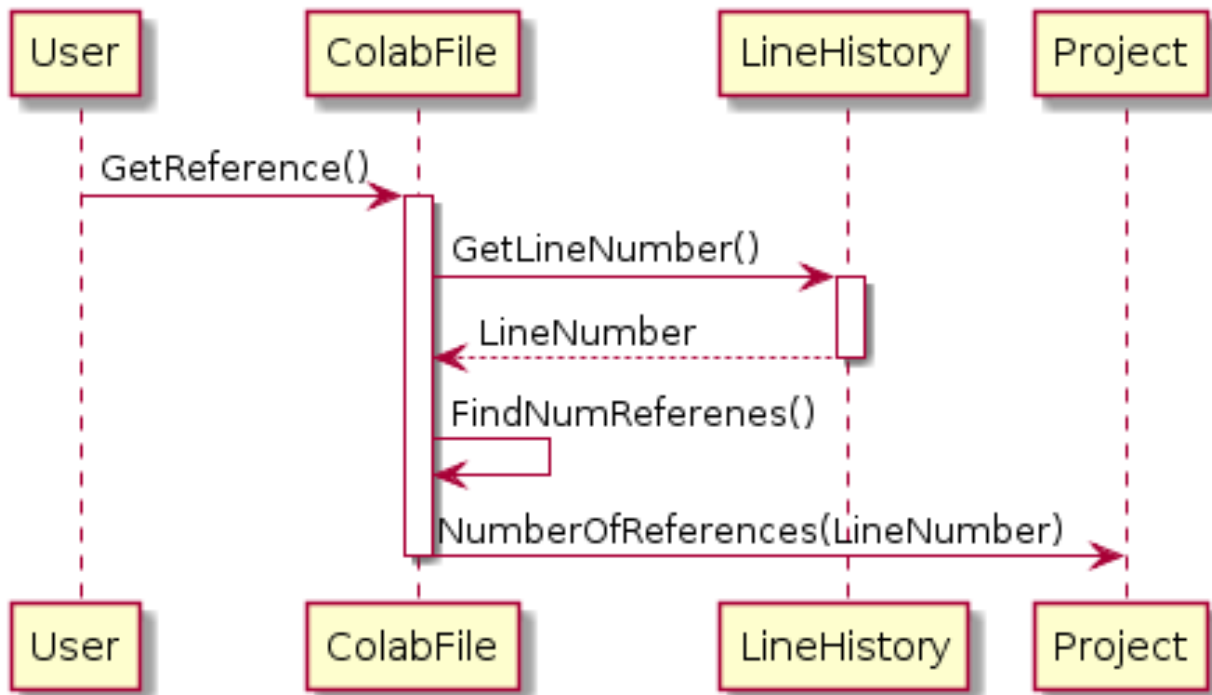 User ColabFile LineHistory Project
GetReference()
GetLineNumber()
LineNumber
FindNumReferenes()
NumberOfReferences(LineNumber)
User ColabFile LineHistory Project